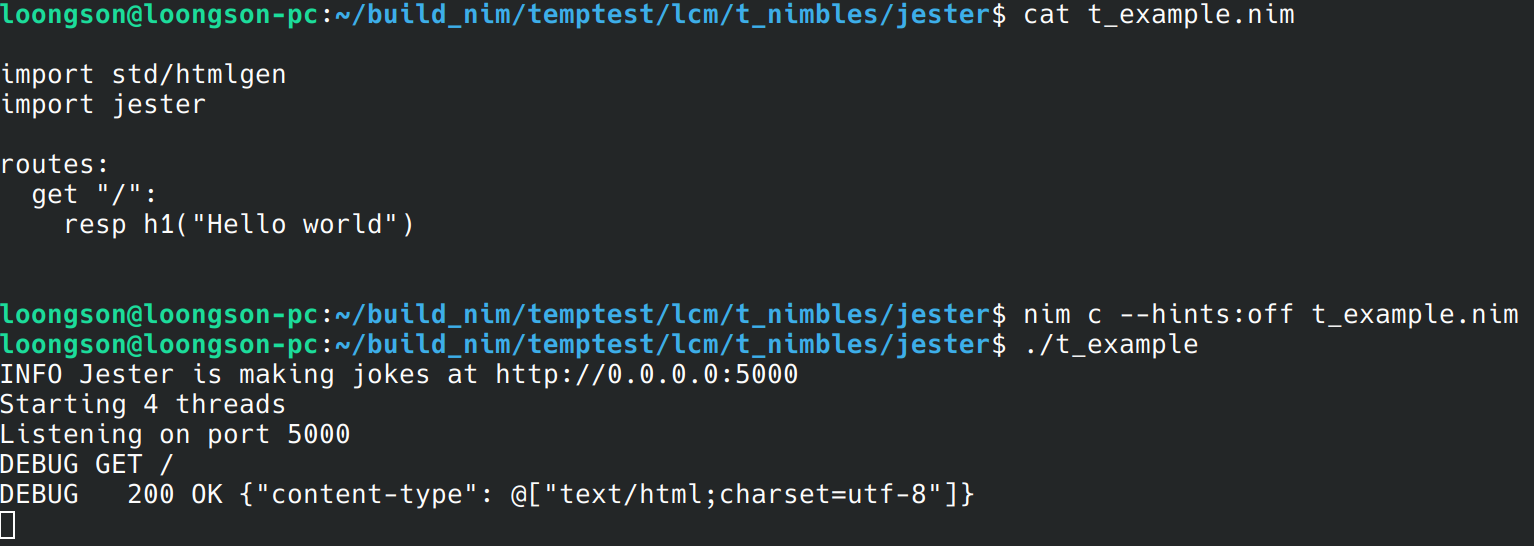 loongson@loongson-pc:~/build_nim/temptest/lcm/t_nimbles/jester$ cat t_example.nim
import std/htmlgen
import jester
routes:
  get "/":
    resp h1("Hello world")
loongson@loongson-pc:~/build_nim/temptest/lcm/t_nimbles/jester$ nim c --hints:off t_example.nim
loongson@loongson-pc:~/build_nim/temptest/lcm/t_nimbles/jester$ ./t_example
INFO Jester is making jokes at http://0.0.0.0:5000
Starting 4 threads
Listening on port 5000
DEBUG GET /
DEBUG   200 OK {"content-type": @["text/html;charset=utf-8"]}